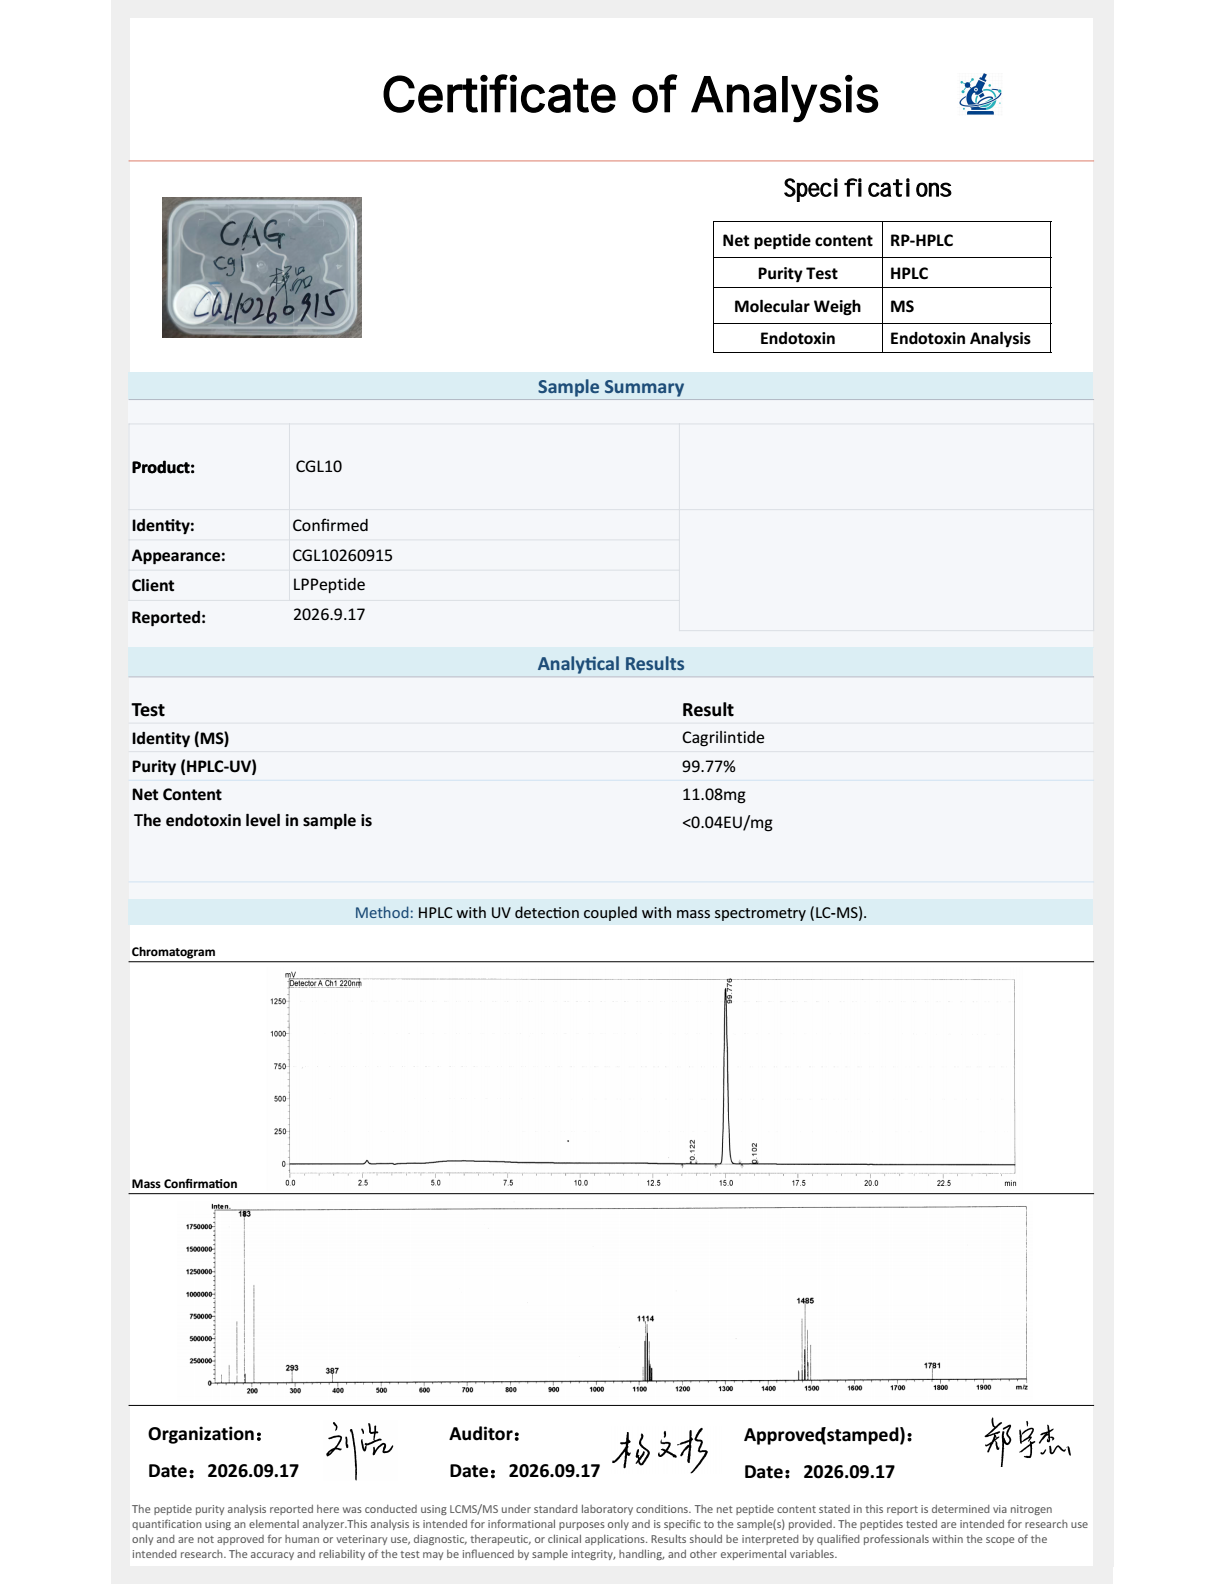 Certificate of Analysis
CAG
cgl
样品
CGL10260915
Specifications
Net peptide content RP-HPLC
Purity Test HPLC
Molecular Weigh MS
Endotoxin Endotoxin Analysis
Sample Summary
Product: CGL10
Identity: Confirmed
Appearance: CGL10260915
Client LPPeptide
Reported: 2026.9.17
Analytical Results
Test Result
Identity (MS) Cagrilintide
Purity (HPLC-UV) 99.77%
Net Content 11.08mg
The endotoxin level in sample is <0.04EU/mg
Method: HPLC with UV detection coupled with mass spectrometry (LC-MS).
Chromatogram
mV
Detector A Ch1 220nm
1250
1000
750
500
250
0
0.122
99.776
0.102
0.0 2.5 5.0 7.5 10.0 12.5 15.0 17.5 20.0 22.5 min
Mass Confirmation
Inten.
1750000
1500000
1250000
1000000
750000
500000
250000
0
183
293
387
1114
1485
1781
200 300 400 500 600 700 800 900 1000 1100 1200 1300 1400 1500 1600 1700 1800 1900 m/z
Organization： 刘浩 Auditor： 杨文杉 Approved(stamped)： 郑宇杰
Date：2026.09.17 Date：2026.09.17 Date：2026.09.17
The peptide purity analysis reported here was conducted using LCMS/MS under standard laboratory conditions. The net peptide content stated in this report is determined via nitrogen
quantification using an elemental analyzer.This analysis is intended for informational purposes only and is specific to the sample(s) provided. The peptides tested are intended for research use
only and are not approved for human or veterinary use, diagnostic, therapeutic, or clinical applications. Results should be interpreted by qualified professionals within the scope of the
intended research. The accuracy and reliability of the test may be influenced by sample integrity, handling, and other experimental variables.